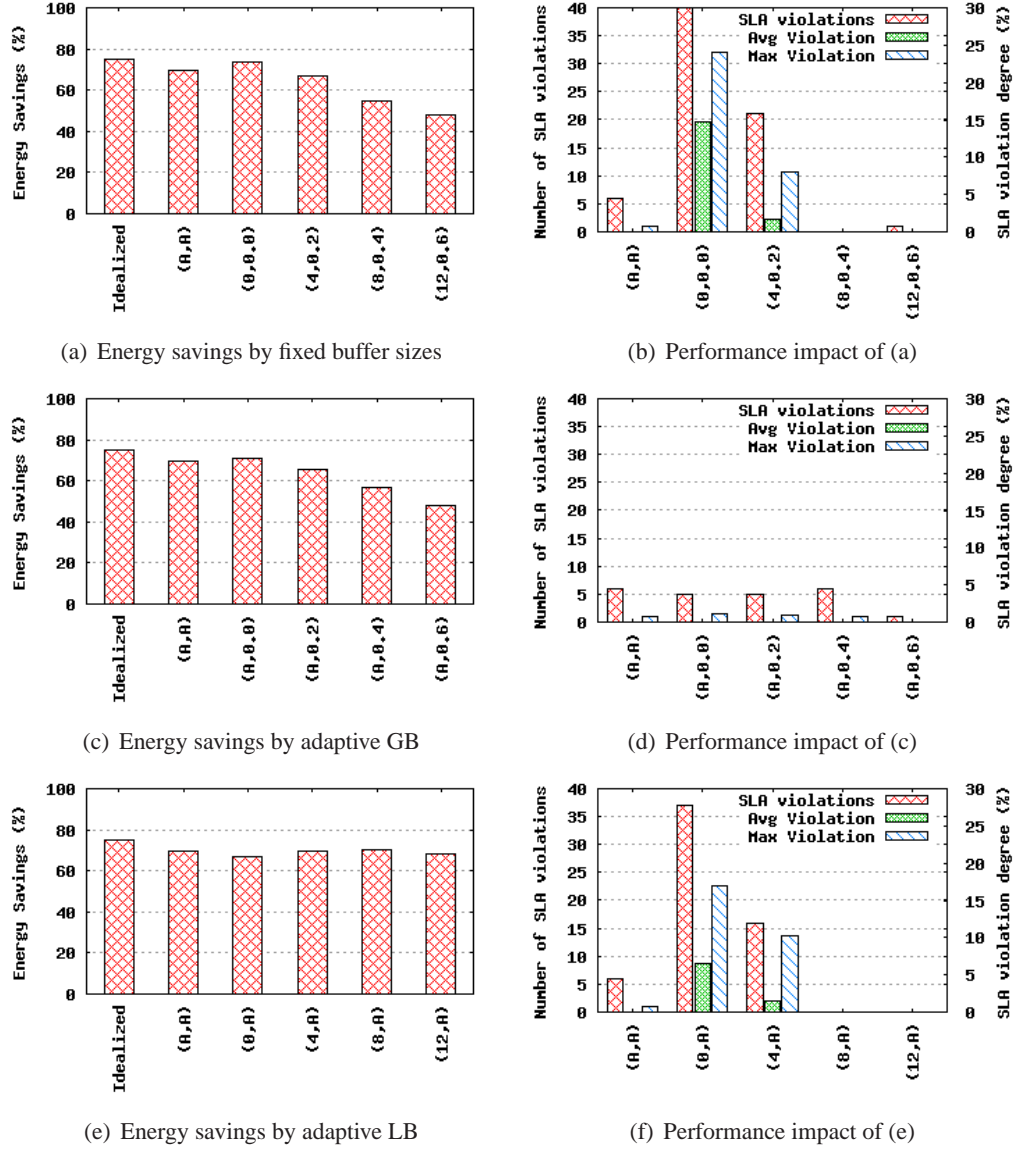 Energy Savings (%)
100
80
60
40
20
0
Idealized
(A,A)
(0,0.0)
(4,0.2)
(8,0.4)
(12,0.6)
(a) Energy savings by fixed buffer sizes
Number of SLA violations
40
35
30
25
20
15
10
5
0
SLA violations
Avg Violation
Max Violation
30
25
20
15
10
5
0
SLA violation degree (%)
(A,A)
(0,0.0)
(4,0.2)
(8,0.4)
(12,0.6)
(b) Performance impact of (a)
Energy Savings (%)
100
80
60
40
20
0
Idealized
(A,A)
(A,0.0)
(A,0.2)
(A,0.4)
(A,0.6)
(c) Energy savings by adaptive GB
Number of SLA violations
40
35
30
25
20
15
10
5
0
SLA violations
Avg Violation
Max Violation
30
25
20
15
10
5
0
SLA violation degree (%)
(A,A)
(A,0.0)
(A,0.2)
(A,0.4)
(A,0.6)
(d) Performance impact of (c)
Energy Savings (%)
100
80
60
40
20
0
Idealized
(A,A)
(0,A)
(4,A)
(8,A)
(12,A)
(e) Energy savings by adaptive LB
Number of SLA violations
40
35
30
25
20
15
10
5
0
SLA violations
Avg Violation
Max Violation
30
25
20
15
10
5
0
SLA violation degree (%)
(A,A)
(0,A)
(4,A)
(8,A)
(12,A)
(f) Performance impact of (e)